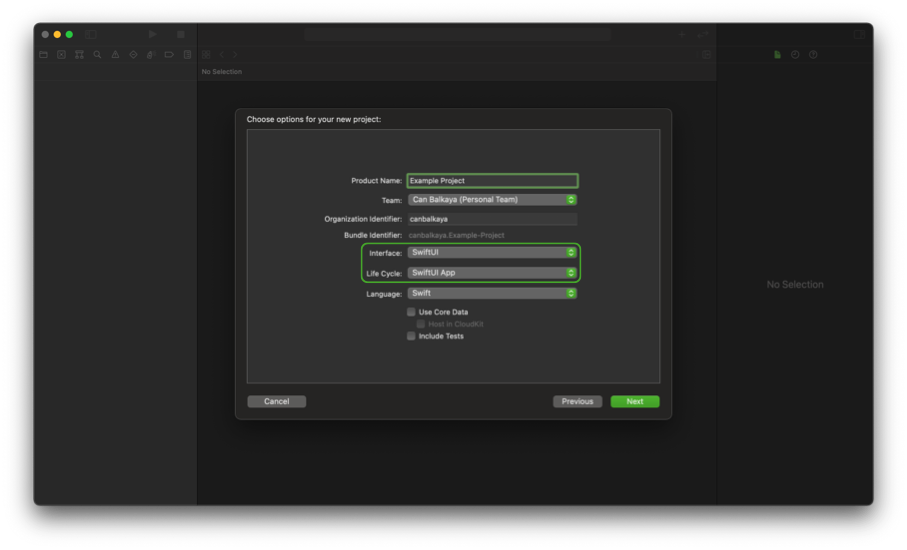 No Selection
Choose options for your new project:
Product Name: Example Project
Team: Can Balkaya (Personal Team)
Organization Identifier: canbalkaya
Bundle Identifier: canbalkaya.Example-Project
Interface: SwiftUI
Life Cycle: SwiftUI App
Language: Swift
Use Core Data
Host in CloudKit
Include Tests
No Selection
Cancel Previous Next